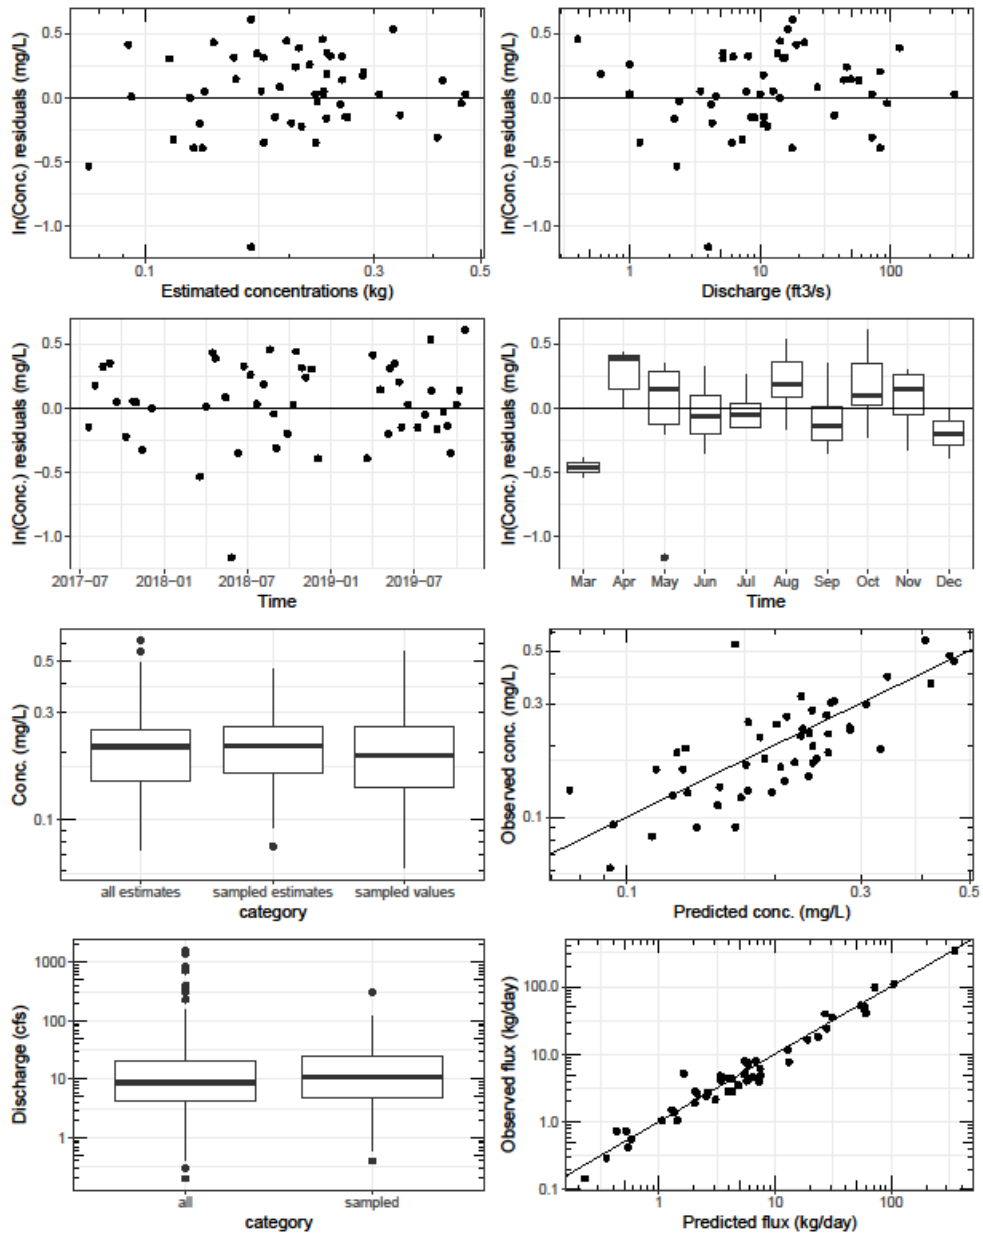 ln(Conc.) residuals (mg/L)
0.5
0.0
−0.5
−1.0
0.1 0.3 0.5
Estimated concentrations (kg)
ln(Conc.) residuals (mg/L)
0.5
0.0
−0.5
−1.0
1 10 100
Discharge (ft3/s)
ln(Conc.) residuals (mg/L)
0.5
0.0
−0.5
−1.0
2017−07 2018−01 2018−07 2019−01 2019−07
Time
ln(Conc.) residuals (mg/L)
0.5
0.0
−0.5
−1.0
Mar Apr May Jun Jul Aug Sep Oct Nov Dec
Time
Conc. (mg/L)
0.5
0.3
0.1
all estimates sampled estimates sampled values
category
Observed conc. (mg/L)
0.5
0.3
0.1
0.1 0.3 0.5
Predicted conc. (mg/L)
Discharge (cfs)
1000
100
10
1
all sampled
category
Observed flux (kg/day)
100.0
10.0
1.0
0.1
1 10 100
Predicted flux (kg/day)